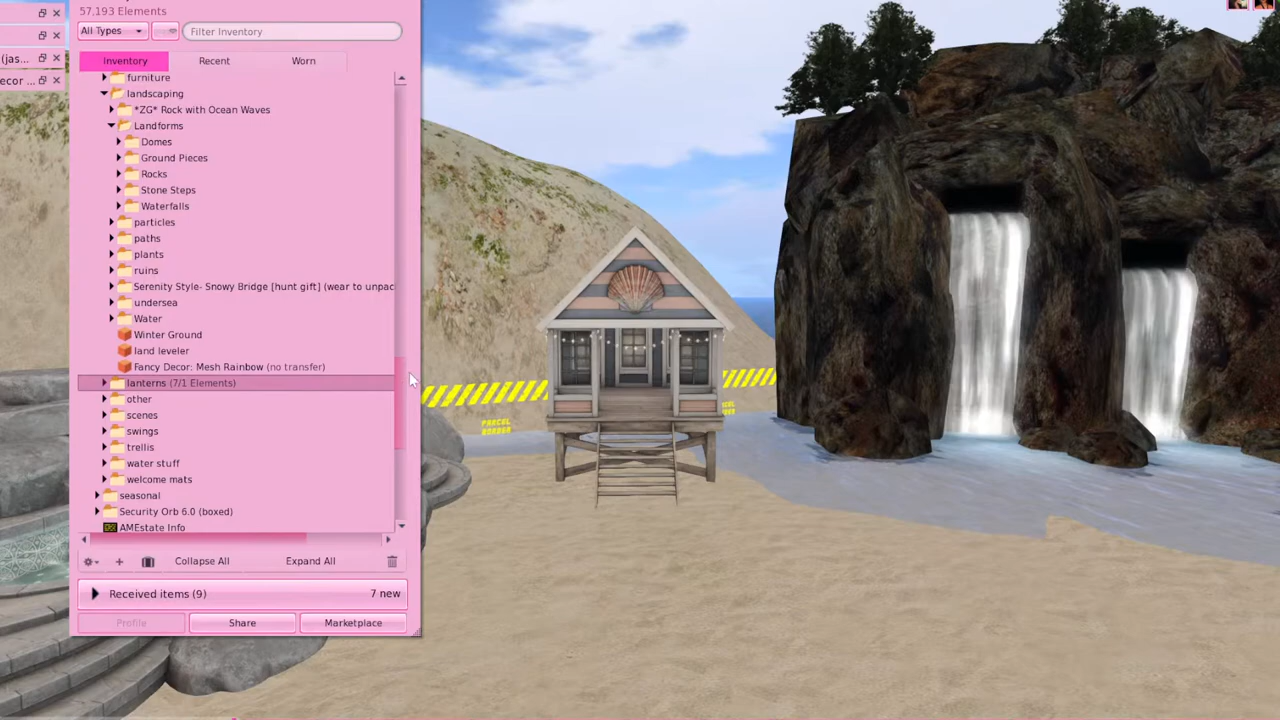 57,193 Elements
All Types
Filter Inventory
(jas...
ecor ...
Inventory Recent Worn
furniture
landscaping
*ZG* Rock with Ocean Waves
Landforms
Domes
Ground Pieces
Rocks
Stone Steps
Waterfalls
particles
paths
plants
ruins
Serenity Style- Snowy Bridge [hunt gift] (wear to unpac
undersea
Water
Winter Ground
land leveler
Fancy Decor: Mesh Rainbow (no transfer)
lanterns (7/1 Elements)
other
scenes
swings
trellis
water stuff
welcome mats
seasonal
Security Orb 6.0 (boxed)
AMEstate Info
Collapse All Expand All
Received items (9) 7 new
Profile Share Marketplace
PARCEL
BORDER